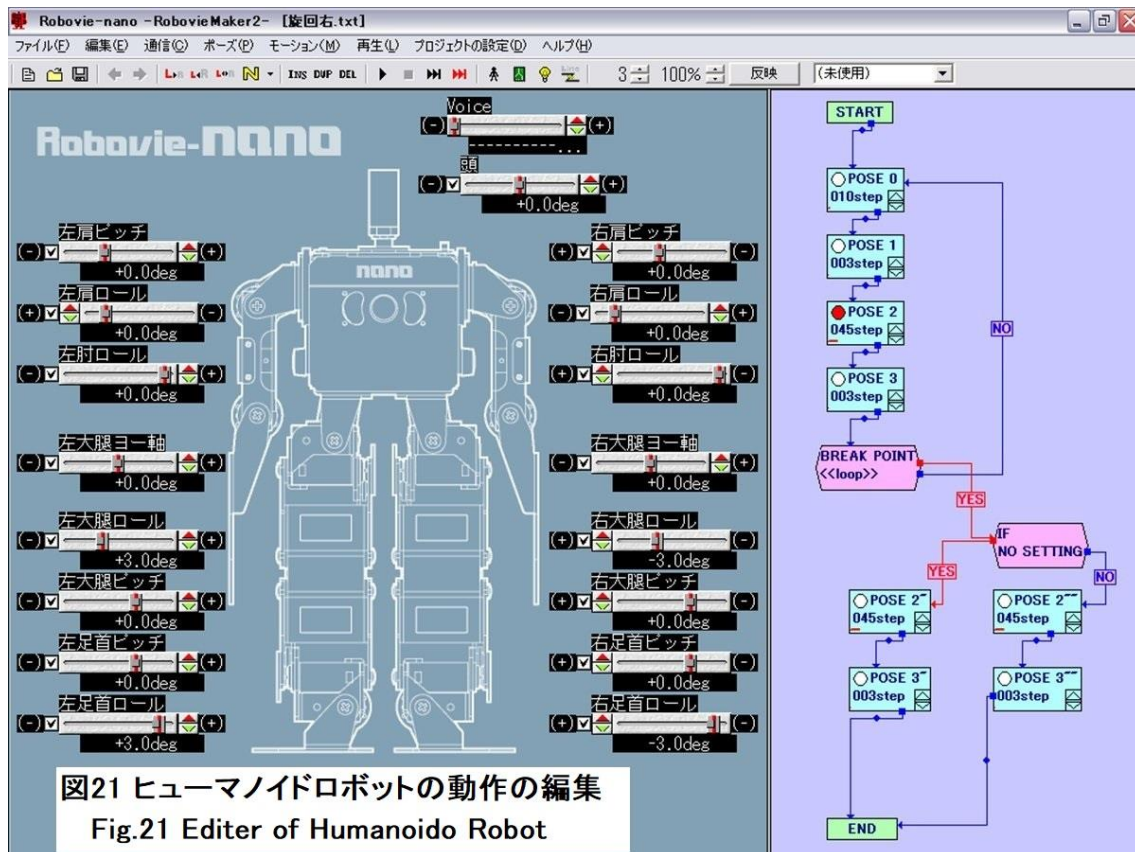 Robovie-nano -RobovieMaker2- [旋回右.txt]
ファイル(F) 編集(E) 通信(C) ポーズ(P) モーション(M) 再生(L) プロジェクトの設定(D) ヘルプ(H)
INS DUP DEL 3 100% 反映 (未使用)
Robovie-nano
Voice
(-) (+)
----------...
頭
(-) (+)
+0.0deg
左肩ピッチ
(-) (+)
+0.0deg
左肩ロール
(+) (-)
+0.0deg
左肘ロール
(-) (+)
+0.0deg
左大腿ヨー軸
(-) (+)
+0.0deg
左大腿ロール
(-) (+)
+3.0deg
左大腿ピッチ
(-) (+)
+0.0deg
左足首ピッチ
(-) (+)
+0.0deg
左足首ロール
(-) (+)
+3.0deg
nano
右肩ピッチ
(+) (-)
+0.0deg
右肩ロール
(-) (+)
+0.0deg
右肘ロール
(+) (-)
+0.0deg
右大腿ヨー軸
(-) (+)
+0.0deg
右大腿ロール
(+) (-)
-3.0deg
右大腿ピッチ
(+) (-)
+0.0deg
右足首ピッチ
(+) (-)
+0.0deg
右足首ロール
(+) (-)
-3.0deg
図21 ヒューマノイドロボットの動作の編集
Fig.21 Editer of Humanoido Robot
START
POSE 0
010step
POSE 1
003step
POSE 2
045step
POSE 3
003step
NO
BREAK POINT
<<loop>>
YES
IF
NO SETTING
YES
NO
POSE 2~
045step
POSE 2~~
045step
POSE 3~
003step
POSE 3~~
003step
END